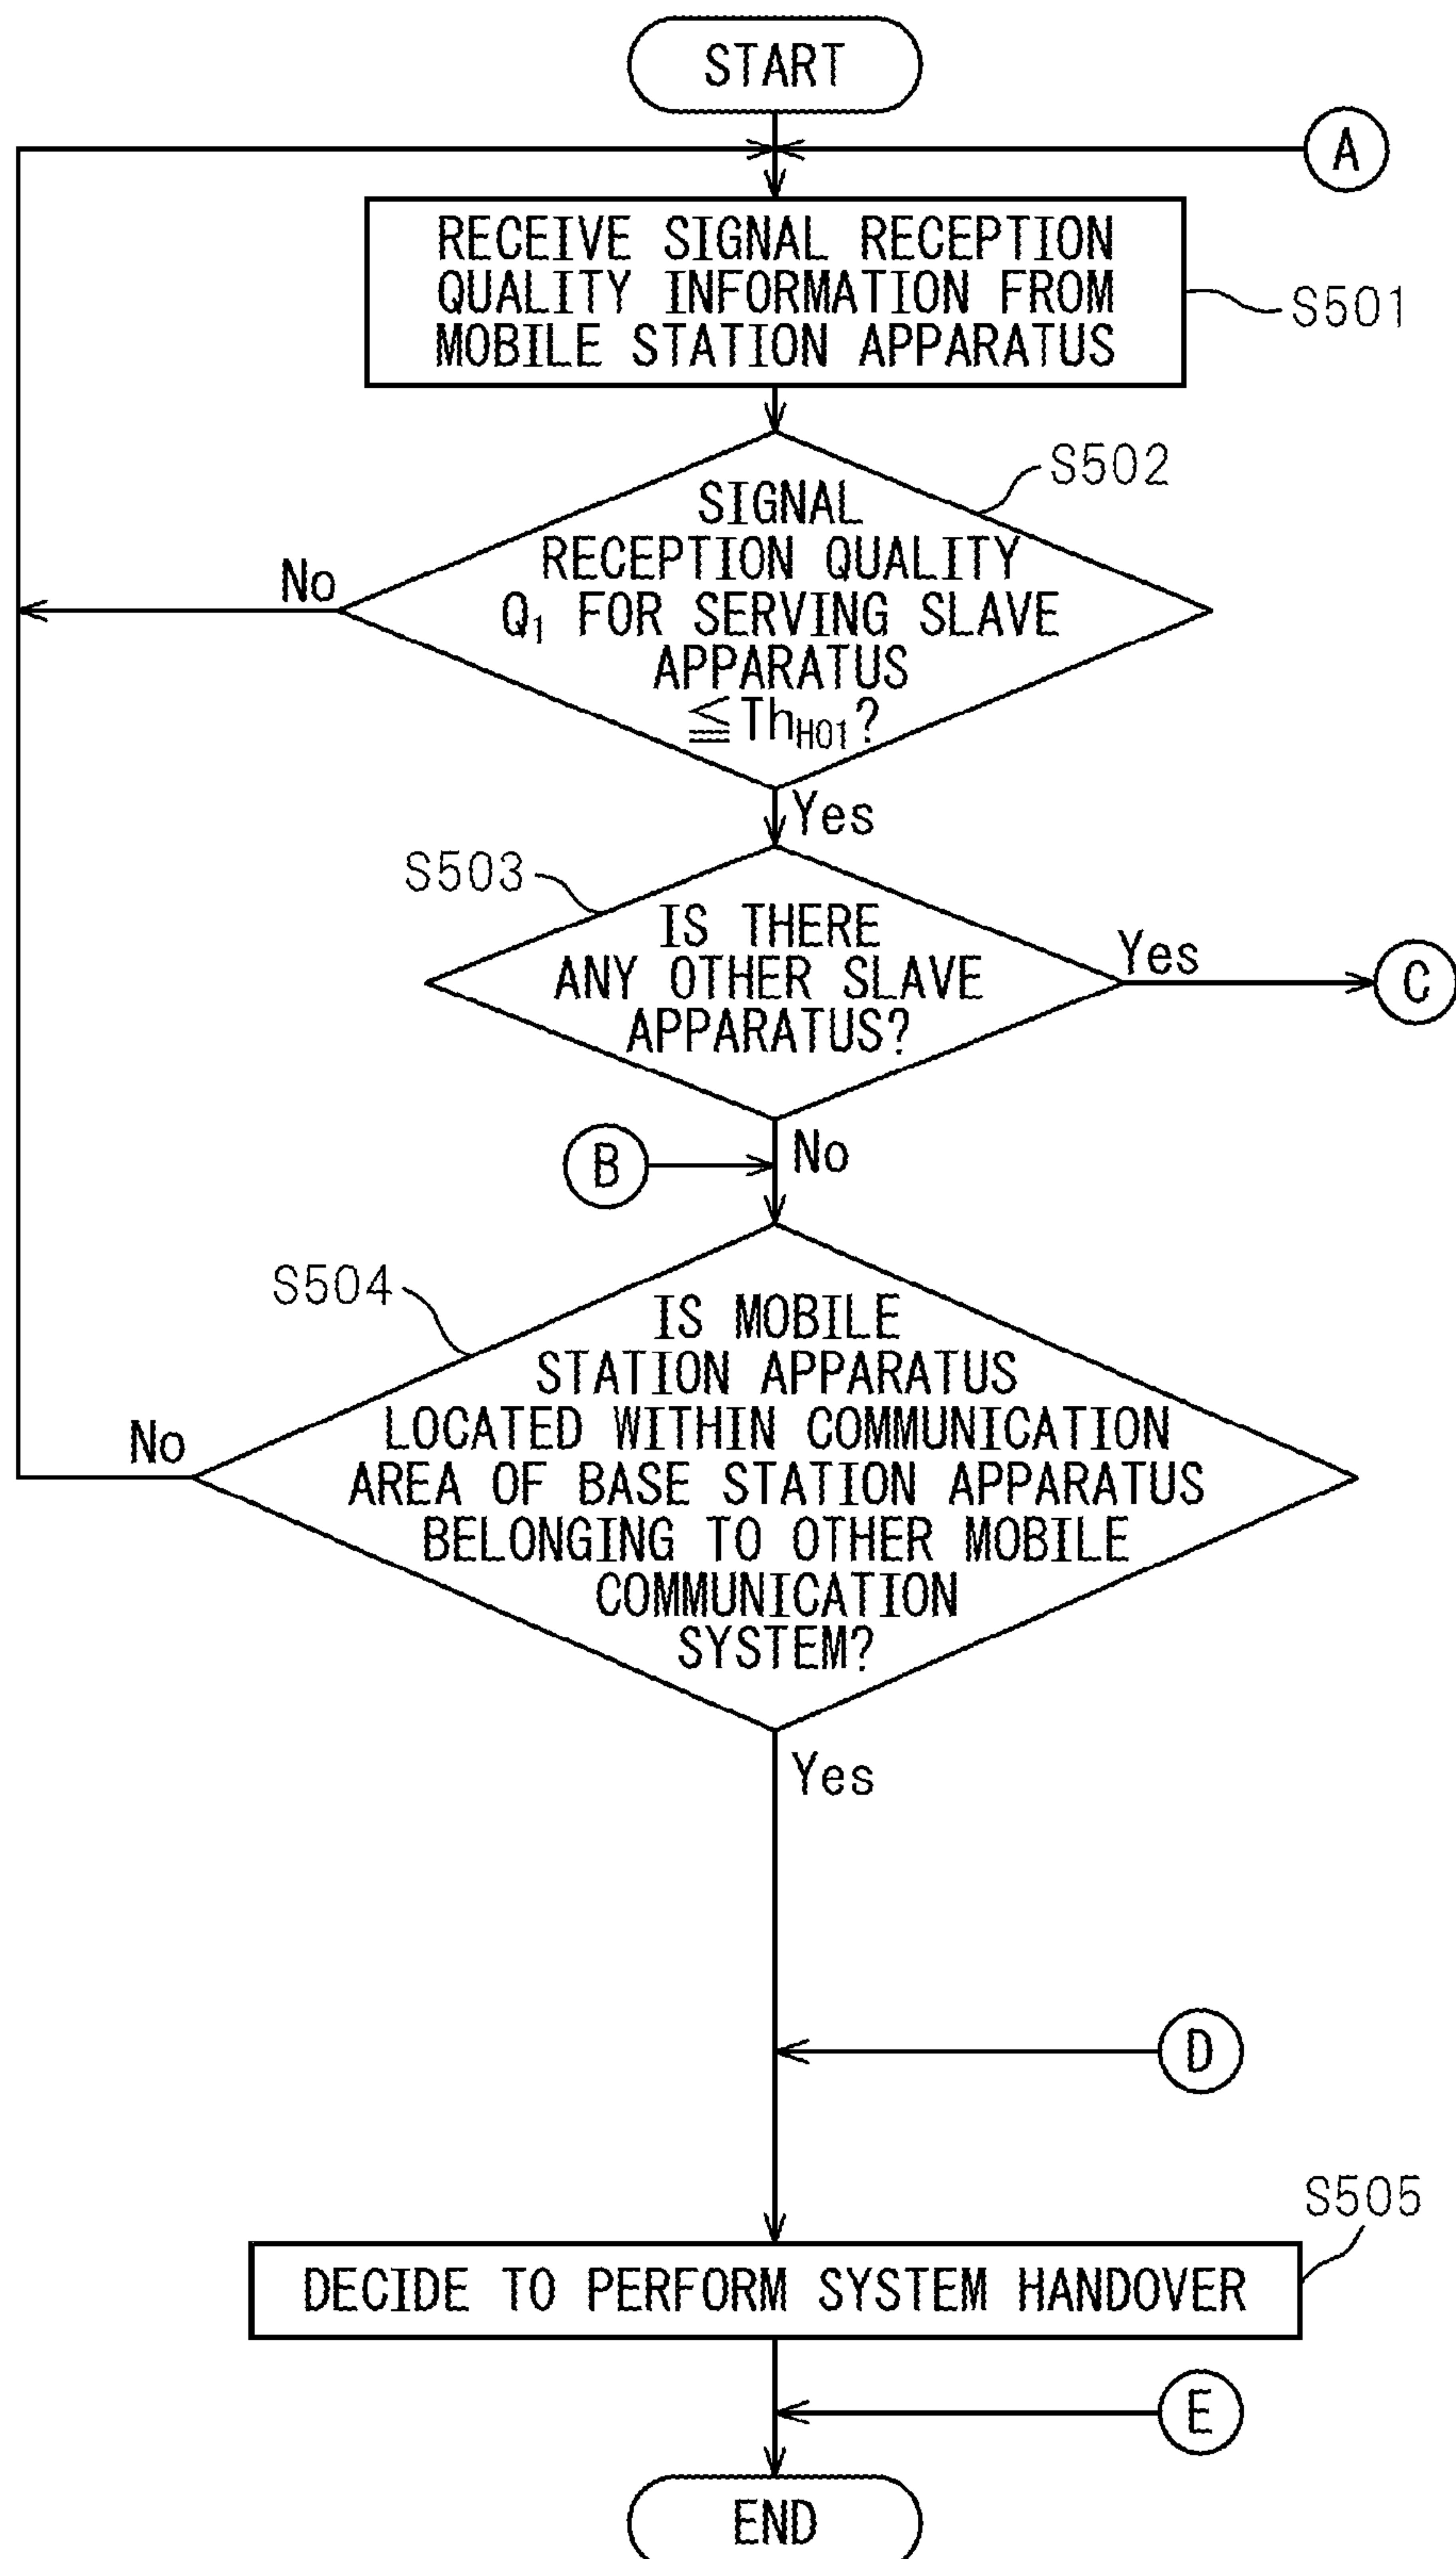 START
A
RECEIVE SIGNAL RECEPTION
QUALITY INFORMATION FROM
MOBILE STATION APPARATUS
S501
S502
SIGNAL
RECEPTION QUALITY
Q₁ FOR SERVING SLAVE
APPARATUS
≦Th_HO1?
No
Yes
S503
IS THERE
ANY OTHER SLAVE
APPARATUS?
Yes
C
B
No
S504
IS MOBILE
STATION APPARATUS
LOCATED WITHIN COMMUNICATION
AREA OF BASE STATION APPARATUS
BELONGING TO OTHER MOBILE
COMMUNICATION
SYSTEM?
No
Yes
D
S505
DECIDE TO PERFORM SYSTEM HANDOVER
E
END